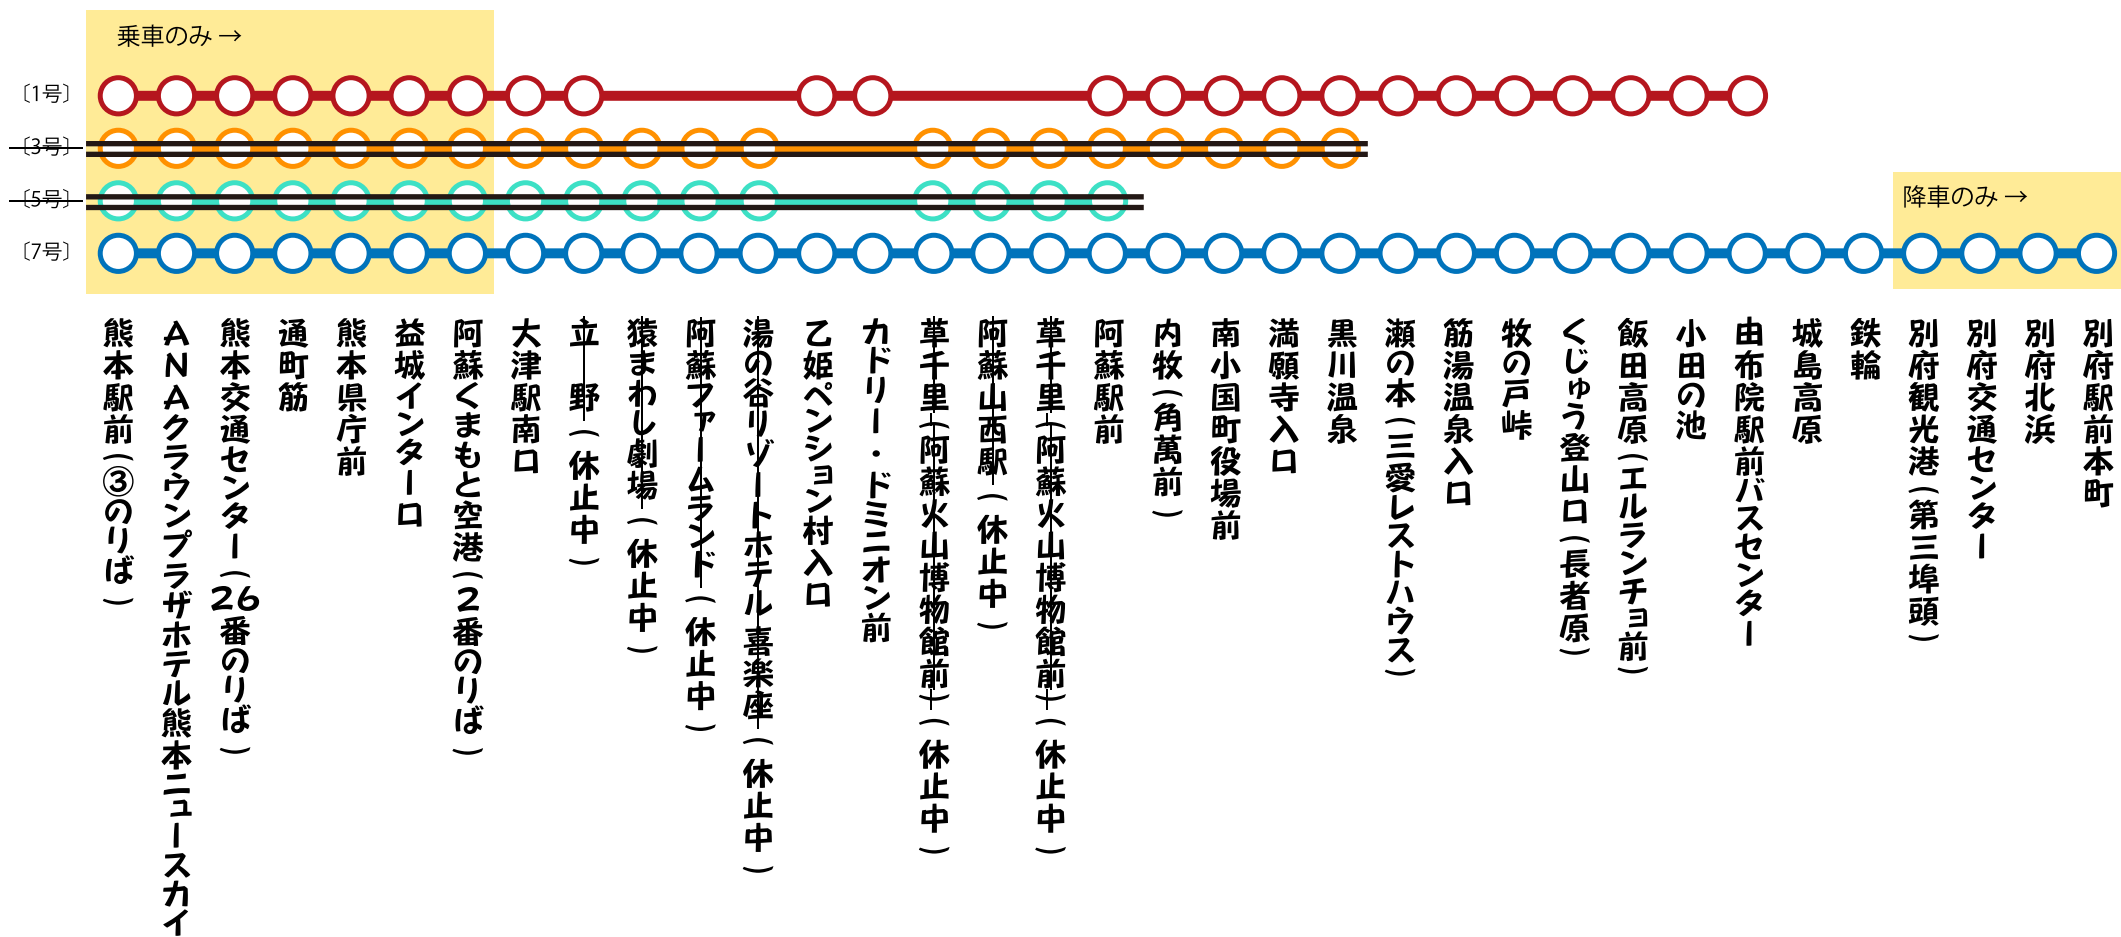 乗車のみ→
〔1号〕
〔3号〕
〔5号〕
降車のみ→
〔7号〕
熊本駅前(③のりば)
ANAクラウンプラザホテル熊本ニュースカイ
熊本交通センター(26番のりば)
通町筋
熊本県庁前
益城インター口
阿蘇くまもと空港(2番のりば)
大津駅南口
立 野(休止中)
猿まわし劇場(休止中)
阿蘇ファームランド(休止中)
湯の谷リゾートホテル喜楽座(休止中)
乙姫ペンション村入口
カドリー・ドミニオン前
草千里(阿蘇火山博物館前)(休止中)
阿蘇山西駅(休止中)
草千里(阿蘇火山博物館前)(休止中)
阿蘇駅前
内牧(角萬前)
南小国町役場前
満願寺入口
黒川温泉
瀬の本(三愛レストハウス)
筋湯温泉入口
牧の戸峠
くじゅう登山口(長者原)
飯田高原(エルランチョ前)
小田の池
由布院駅前バスセンター
城島高原
鉄輪
別府観光港(第三埠頭)
別府交通センター
別府北浜
別府駅前本町